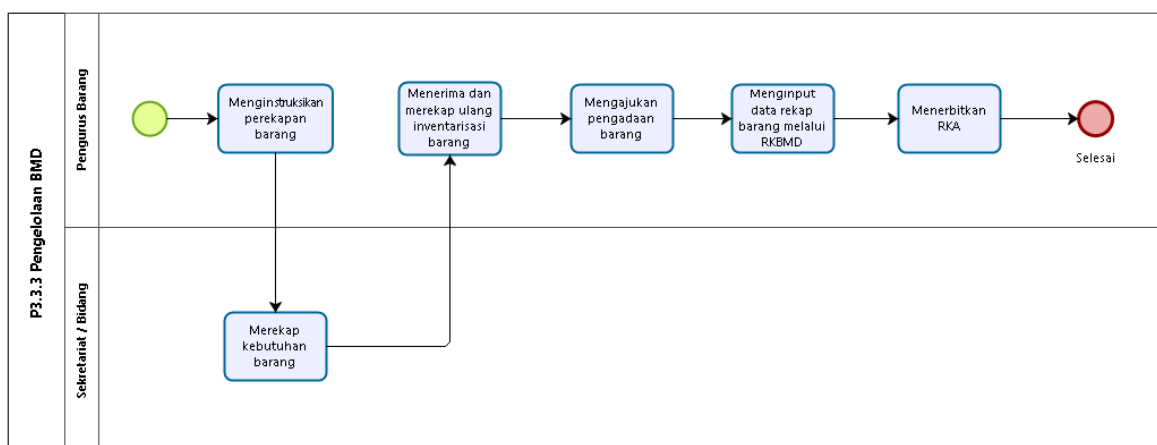 P3.3.3 Pengelolaan BMD
Pengurus Barang
Menginstruksikan
perekapan
barang
Menerima dan
merekap ulang
inventarisasi
barang
Mengajukan
pengadaan
barang
Menginput
data rekap
barang melalui
RKBMD
Menerbitkan
RKA
Selesai
Sekretariat / Bidang
Merekap
kebutuhan
barang